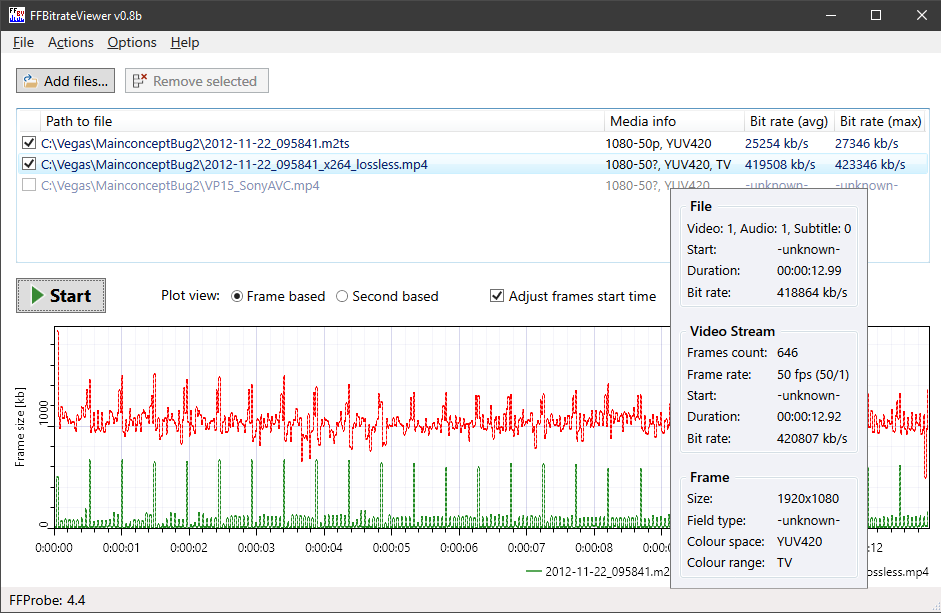 FFBitrateViewer v0.8b
File Actions Options Help
Add files... Remove selected
Path to file Media info Bit rate (avg) Bit rate (max)
C:\Vegas\MainconceptBug2\2012-11-22_095841.m2ts 1080-50p, YUV420 25254 kb/s 27346 kb/s
C:\Vegas\MainconceptBug2\2012-11-22_095841_x264_lossless.mp4 1080-50?, YUV420, TV 419508 kb/s 423346 kb/s
C:\Vegas\MainconceptBug2\VP15_SonyAVC.mp4 1080-50?, YUV420 -unknown- -unknown-
File
Video: 1, Audio: 1, Subtitle: 0
Start: -unknown-
Duration: 00:00:12.99
Bit rate: 418864 kb/s
Start Plot view: Frame based Second based Adjust frames start time
Video Stream
Frames count: 646
Frame rate: 50 fps (50/1)
Start: -unknown-
Duration: 00:00:12.92
Bit rate: 420807 kb/s
Frame
Size: 1920x1080
Field type: -unknown-
Colour space: YUV420
Colour range: TV
Frame size [kb]
1000
0
0:00:00 0:00:01 0:00:02 0:00:03 0:00:04 0:00:05 0:00:06 0:00:07 0:00:08 0:00:0 :12
2012-11-22_095841.m2 ossless.mp4
FFProbe: 4.4